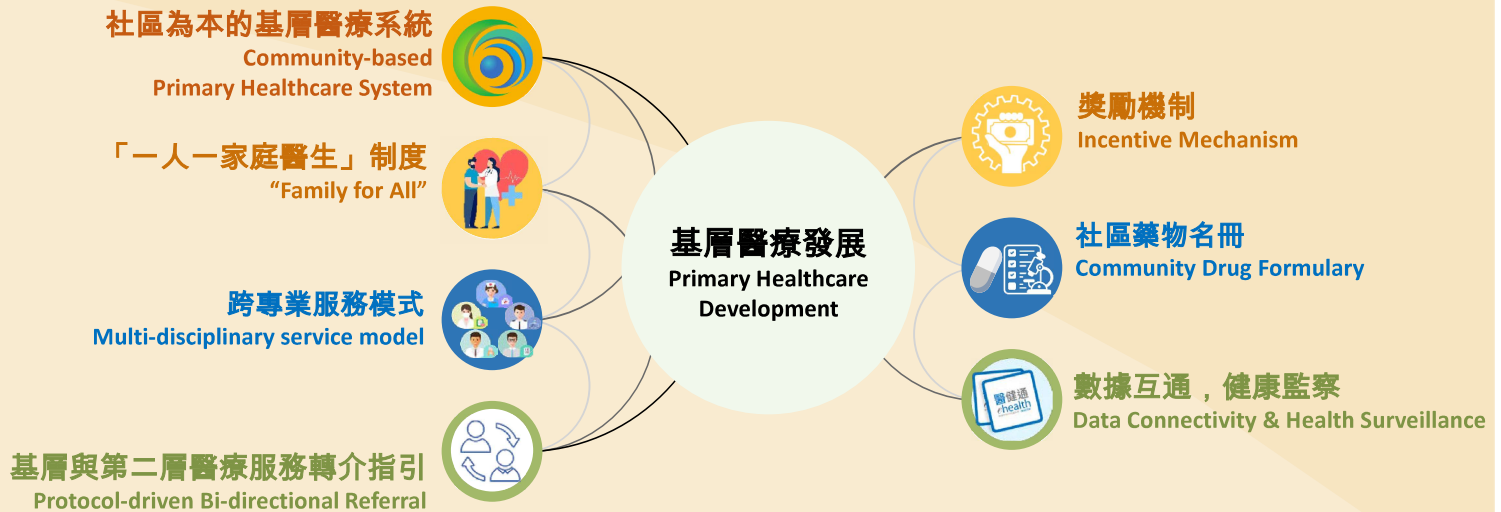 社區為本的基層醫療系統
Community-based
Primary Healthcare System
「一人一家庭醫生」制度
“Family for All”
跨專業服務模式
Multi-disciplinary service model
基層與第二層醫療服務轉介指引
Protocol-driven Bi-directional Referral
基層醫療發展
Primary Healthcare
Development
獎勵機制
Incentive Mechanism
社區藥物名冊
Community Drug Formulary
醫健通
ehealth
數據互通，健康監察
Data Connectivity & Health Surveillance